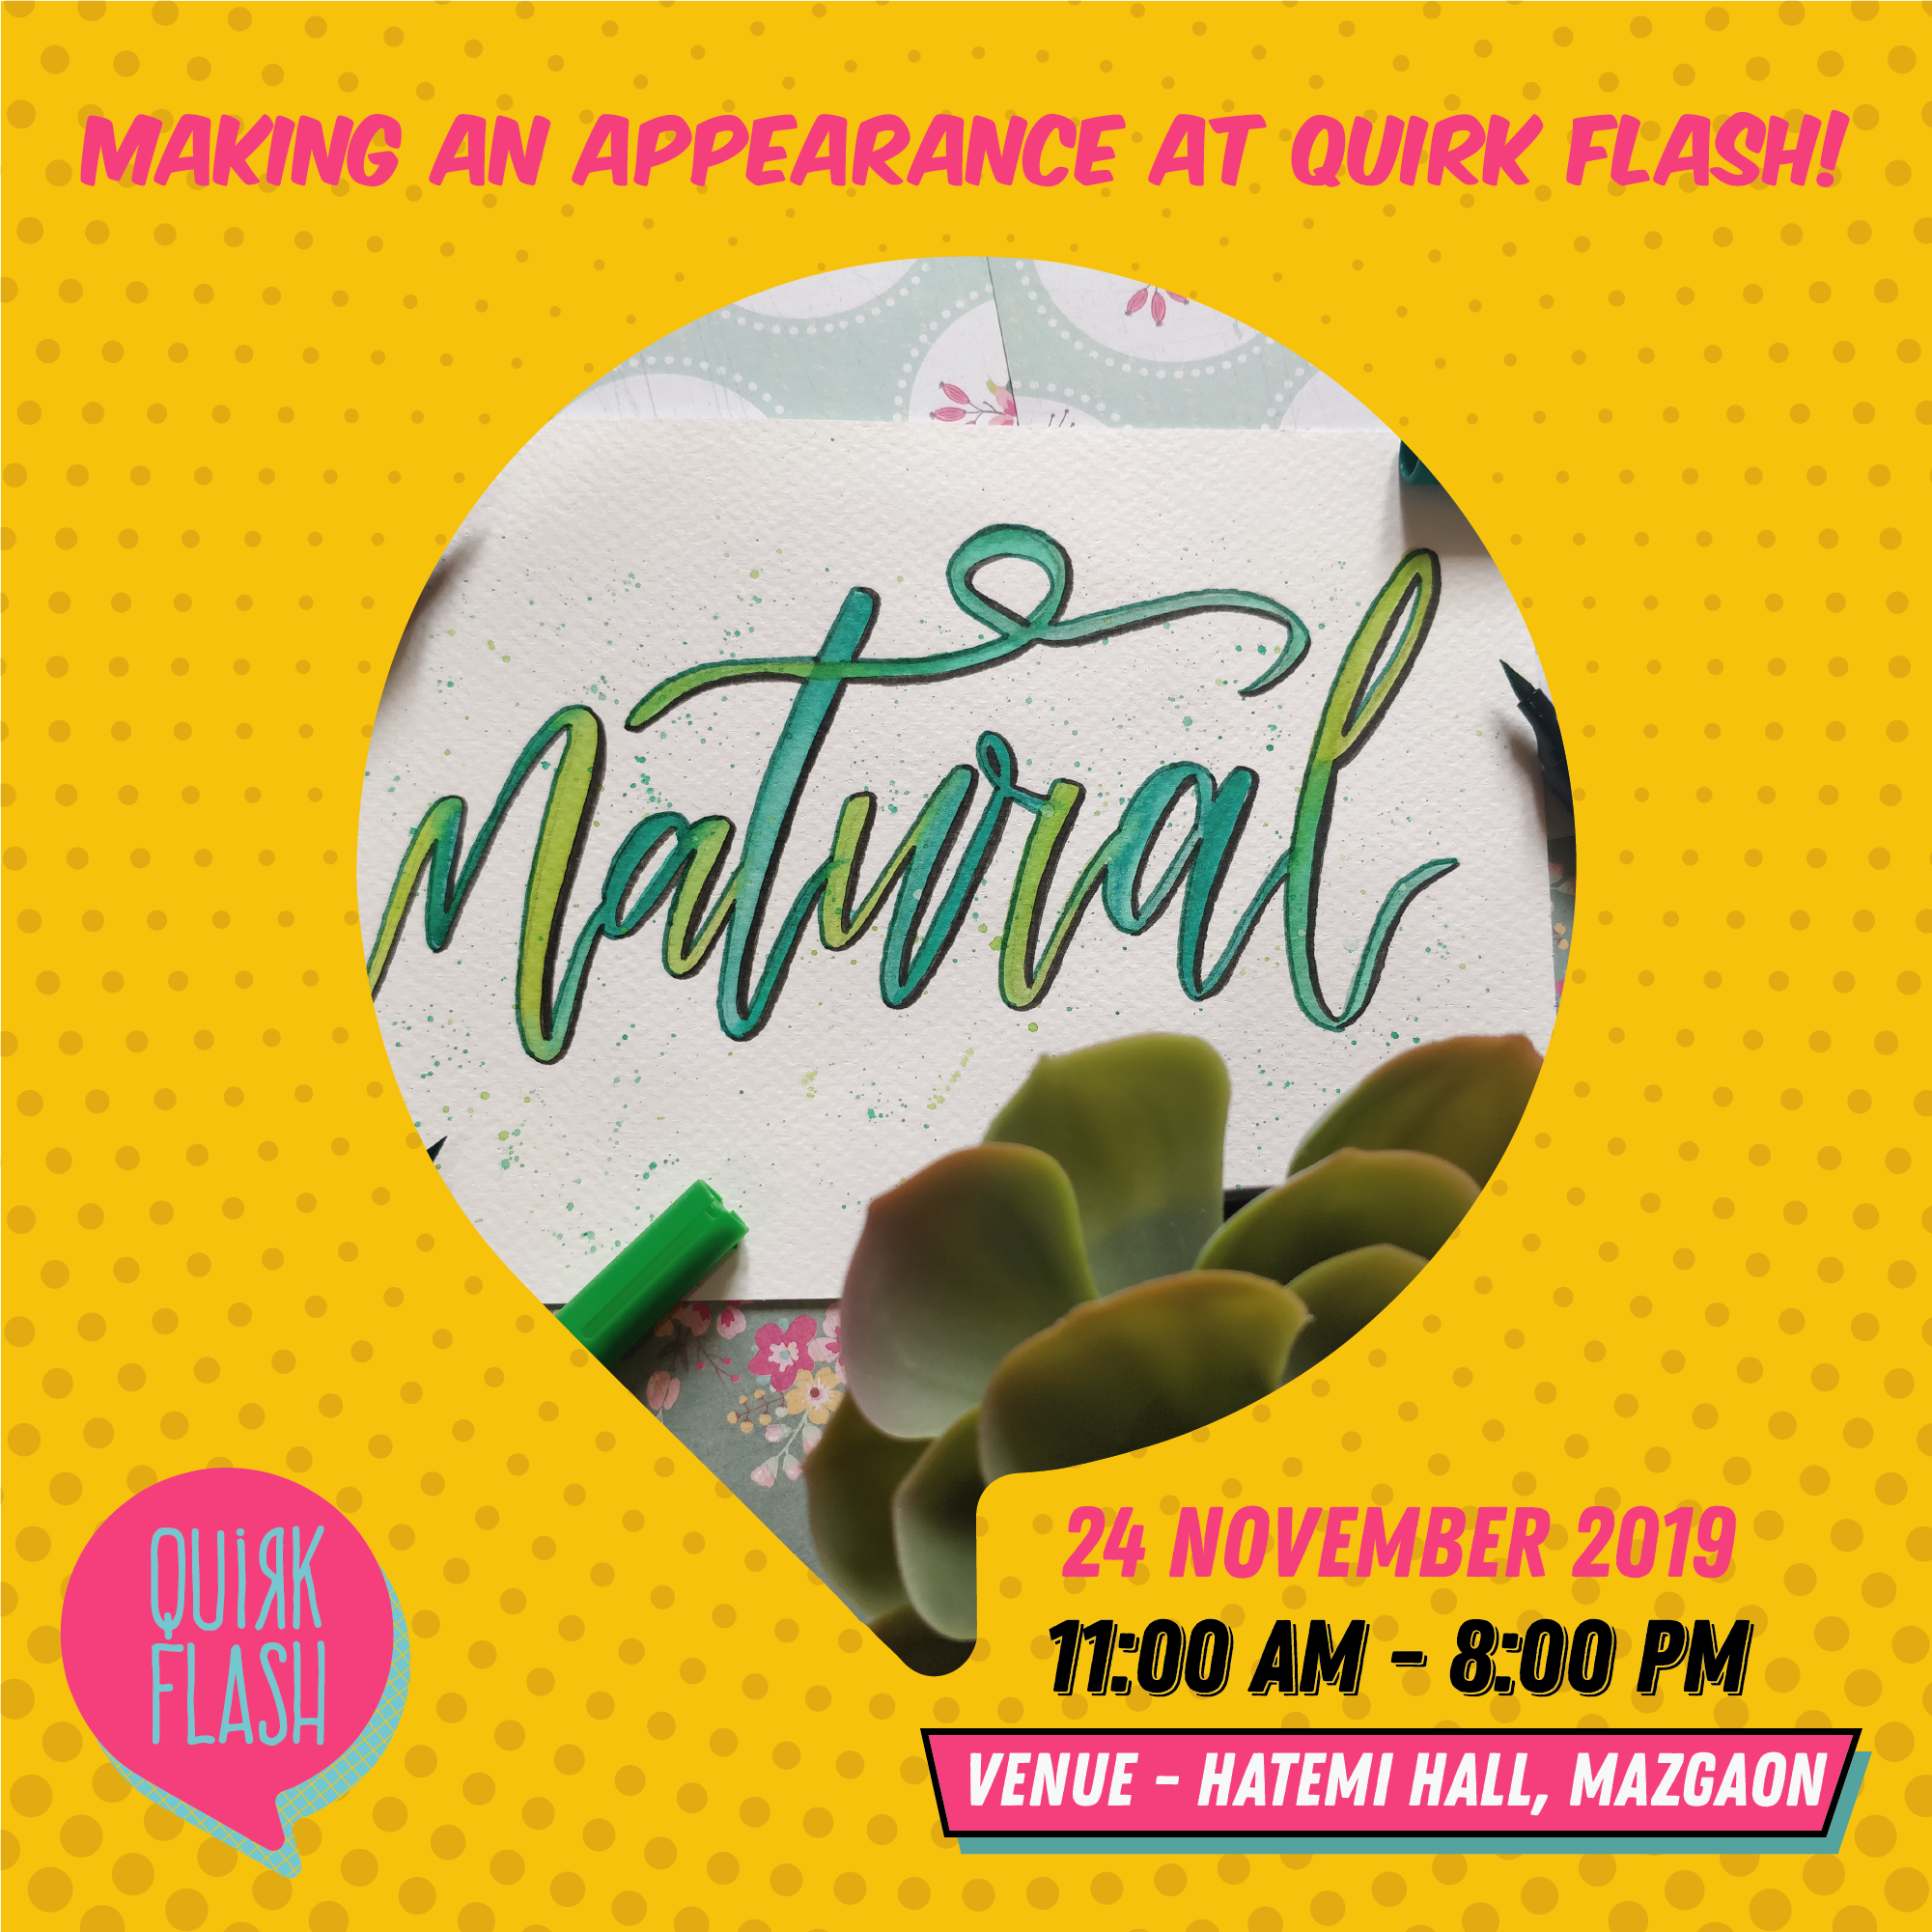 MAKING AN APPEARANCE AT QUIRK FLASH!
Natural
24 NOVEMBER 2019
11:00 AM - 8:00 PM
VENUE - HATEMI HALL, MAZGAON
QUiRK
FLASH